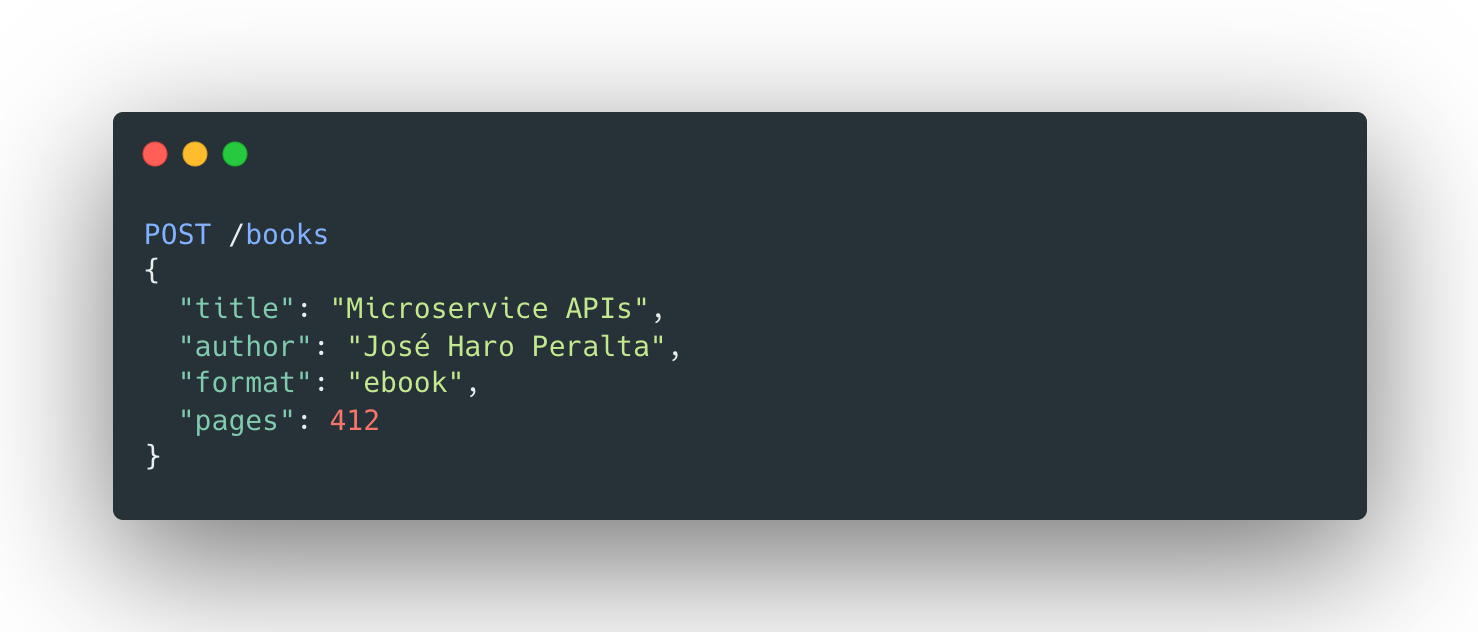 POST /books
{
  "title": "Microservice APIs",
  "author": "José Haro Peralta",
  "format": "ebook",
  "pages": 412
}